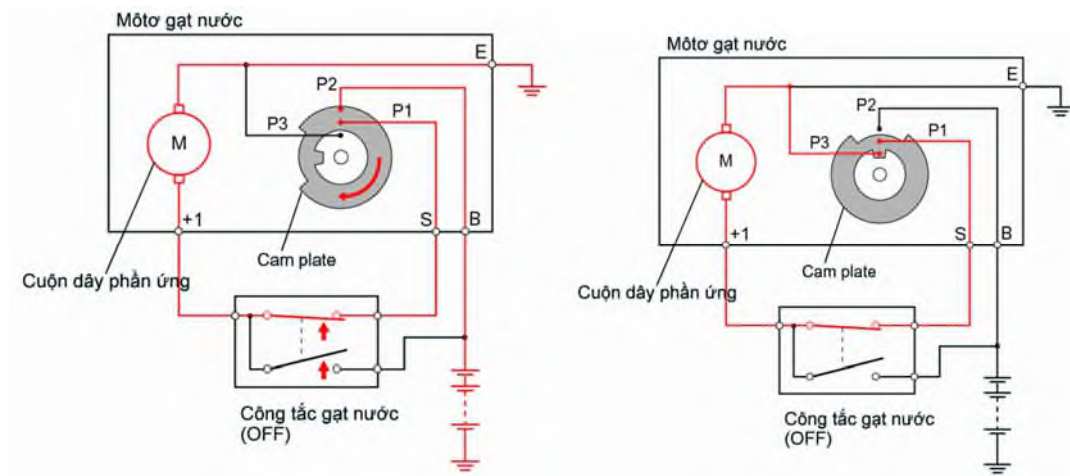 Môtơ gạt nước
E
P2
P1
P3
M
+1
S
B
Cam plate
Cuộn dây phần ứng
Công tắc gạt nước
(OFF)
Môtơ gạt nước
E
P2
P1
P3
M
+1
S
B
Cam plate
Cuộn dây phần ứng
Công tắc gạt nước
(OFF)